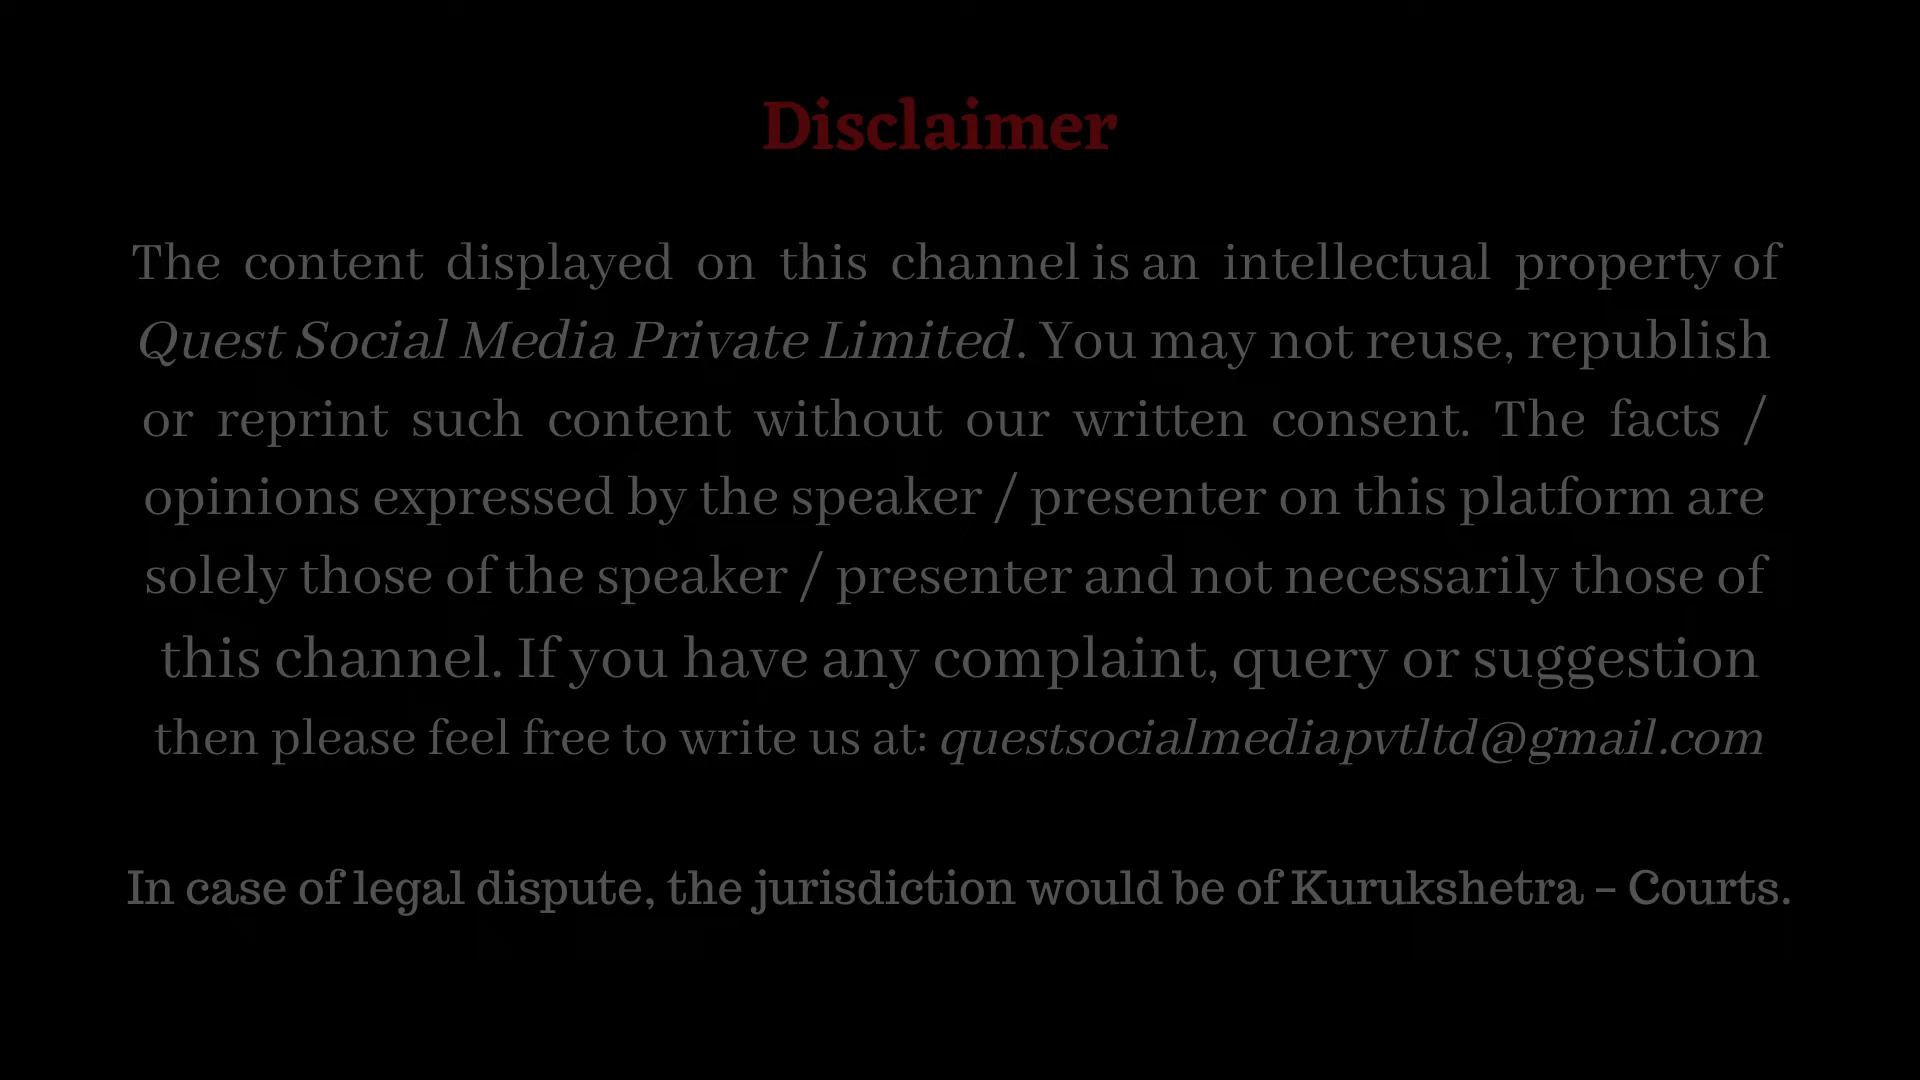 Disclaimer
The content displayed on this channel is an intellectual property of
Quest Social Media Private Limited. You may not reuse, republish
or reprint such content without our written consent. The facts /
opinions expressed by the speaker / presenter on this platform are
solely those of the speaker / presenter and not necessarily those of
this channel. If you have any complaint, query or suggestion
then please feel free to write us at: questsocialmediapvtltd@gmail.com
In case of legal dispute, the jurisdiction would be of Kurukshetra – Courts.